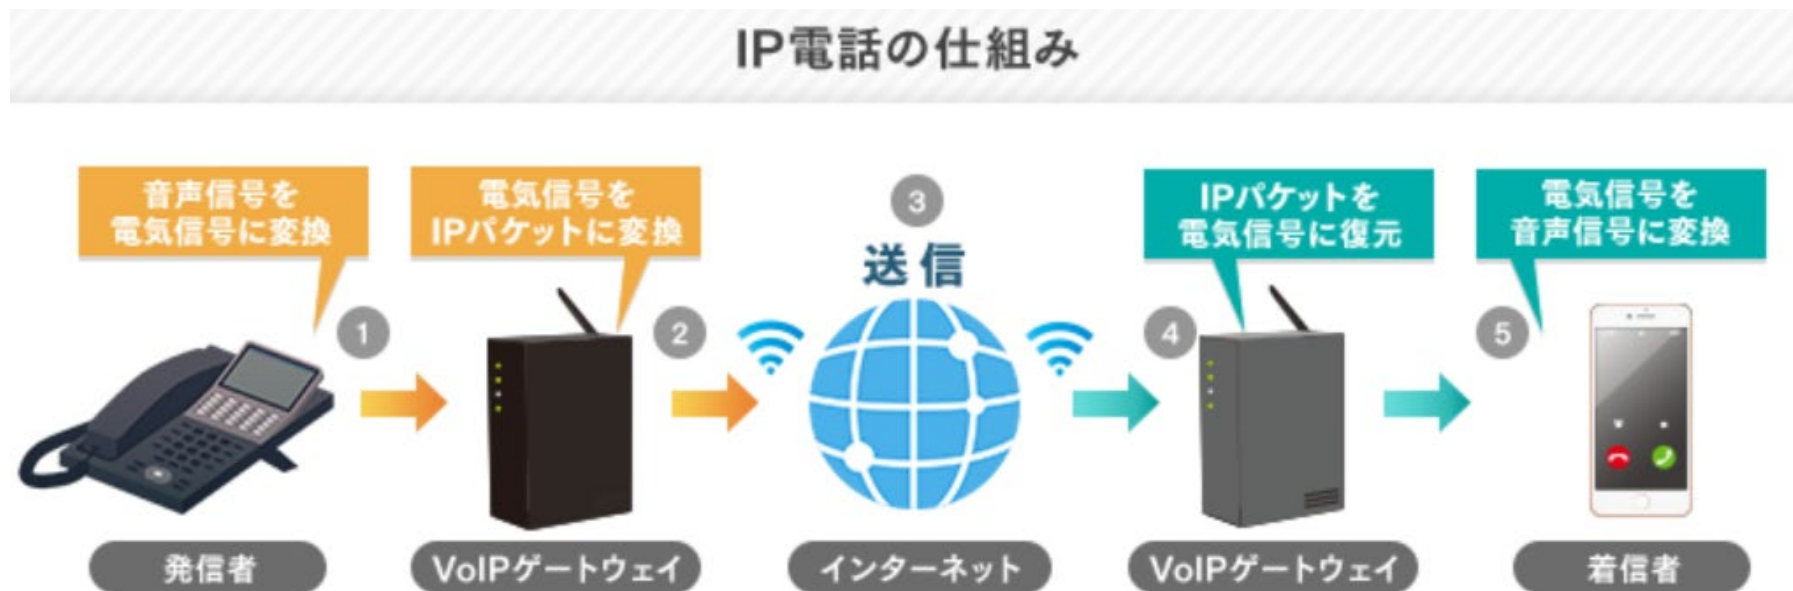 IP電話の仕組み
音声信号を
電気信号に変換
電気信号を
IPパケットに変換
3
送信
IPパケットを
電気信号に復元
電気信号を
音声信号に変換
1
2
4
5
発信者
VoIPゲートウェイ
インターネット
VoIPゲートウェイ
着信者